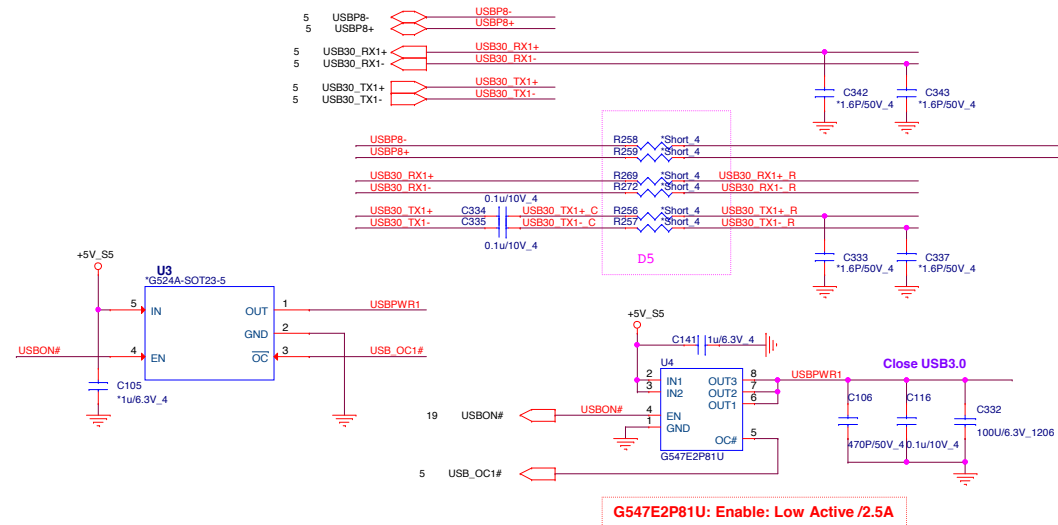 5 USBP8- USBP8-
5 USBP8+ USBP8+
5 USB30_RX1+ USB30_RX1+
5 USB30_RX1- USB30_RX1-
5 USB30_TX1+ USB30_TX1+
5 USB30_TX1- USB30_TX1-
C342
*1.6P/50V_4
C343
*1.6P/50V_4
USBP8- R258 *Short_4
USBP8+ R259 *Short_4
USB30_RX1+ R269 *Short_4 USB30_RX1+_R
USB30_RX1- R272 *Short_4 USB30_RX1-_R
0.1u/10V_4
USB30_TX1+ C334 USB30_TX1+_C R256 *Short_4 USB30_TX1+_R
USB30_TX1- C335 USB30_TX1-_C R257 *Short_4 USB30_TX1-_R
0.1u/10V_4
D5
C333
*1.6P/50V_4
C337
*1.6P/50V_4
+5V_S5
U3
*G524A-SOT23-5
5 IN OUT 1 USBPWR1
GND 2
USBON# 4 EN OC 3 USB_OC1#
C105
*1u/6.3V_4
+5V_S5
C141 1u/6.3V_4
U4
2 IN1 OUT3 8 USBPWR1
3 IN2 OUT2 7
OUT1 6
19 USBON# USBON# 4 EN
1 GND
OC# 5
G547E2P81U
5 USB_OC1#
Close USB3.0
C106
470P/50V_4
C116
0.1u/10V_4
C332
100U/6.3V_1206
G547E2P81U: Enable: Low Active /2.5A